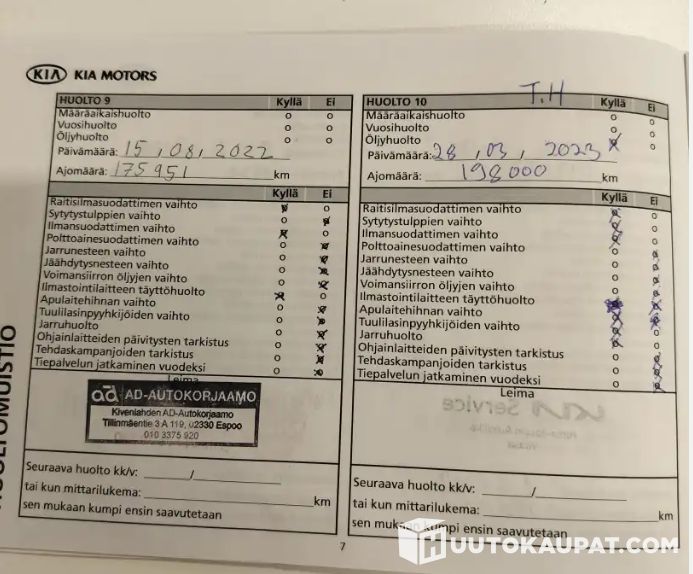 KIA KIA MOTORS
HUOLTO 9 Kyllä Ei
Määräaikaishuolto
Vuosihuolto
Öljyhuolto
Päivämäärä: 15 , 08 , 2022
Ajomäärä: 175951 km
Kyllä Ei
Raitisilmasuodattimen vaihto
Sytytystulppien vaihto
Ilmansuodattimen vaihto
Polttoainesuodattimen vaihto
Jarrunesteen vaihto
Jäähdytysnesteen vaihto
Voimansiirron öljyjen vaihto
Ilmastointilaitteen täyttöhuolto
Apulaitehihnan vaihto
Tuulilasinpyyhkijöiden vaihto
Jarruhuolto
Ohjainlaitteiden päivitysten tarkistus
Tehdaskampanjoiden tarkistus
Tiepalvelun jatkaminen vuodeksi
Leima
ad AD-AUTOKORJAAMO
Kivenlahden AD-Autokorjaamo
Tillinmäentie 3 A 119, 02330 Espoo
010 3375 920
Seuraava huolto kk/v: /
tai kun mittarilukema: km
sen mukaan kumpi ensin saavutetaan
7
T.H
HUOLTO 10 Kyllä Ei
Määräaikaishuolto
Vuosihuolto
Öljyhuolto
Päivämäärä: 28 , 03 , 2023
Ajomäärä: 198000 km
Kyllä Ei
Raitisilmasuodattimen vaihto
Sytytystulppien vaihto
Ilmansuodattimen vaihto
Polttoainesuodattimen vaihto
Jarrunesteen vaihto
Jäähdytysnesteen vaihto
Voimansiirron öljyjen vaihto
Ilmastointilaitteen täyttöhuolto
Apulaitehihnan vaihto
Tuulilasinpyyhkijöiden vaihto
Jarruhuolto
Ohjainlaitteiden päivitysten tarkistus
Tehdaskampanjoiden tarkistus
Tiepalvelun jatkaminen vuodeksi
Leima
Service
Seuraava huolto kk/v: /
tai kun mittarilukema: km
sen mukaan kumpi ensin saavutetaan
HUUTOKAUPAT.COM